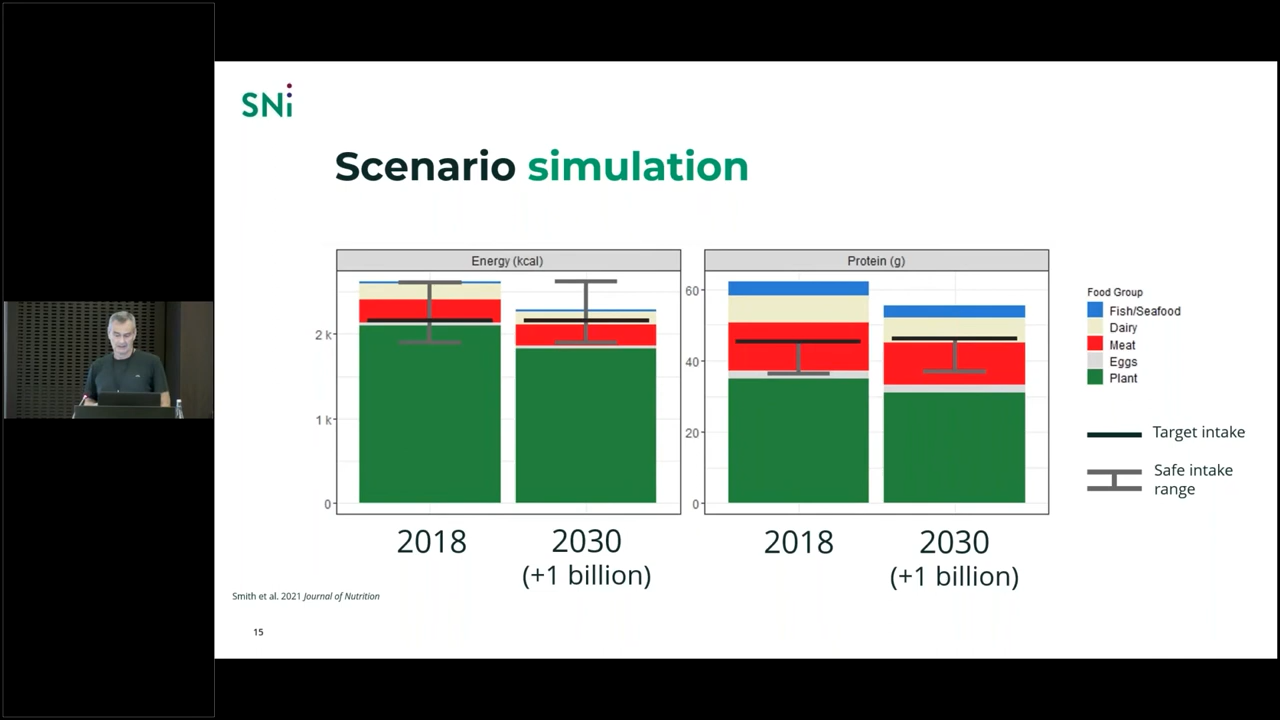 SNi
Scenario simulation
Energy (kcal)
Protein (g)
2 k
1 k
0
60
40
20
0
2018
2030
(+1 billion)
2018
2030
(+1 billion)
Food Group
Fish/Seafood
Dairy
Meat
Eggs
Plant
Target intake
Safe intake
range
Smith et al. 2021 Journal of Nutrition
15